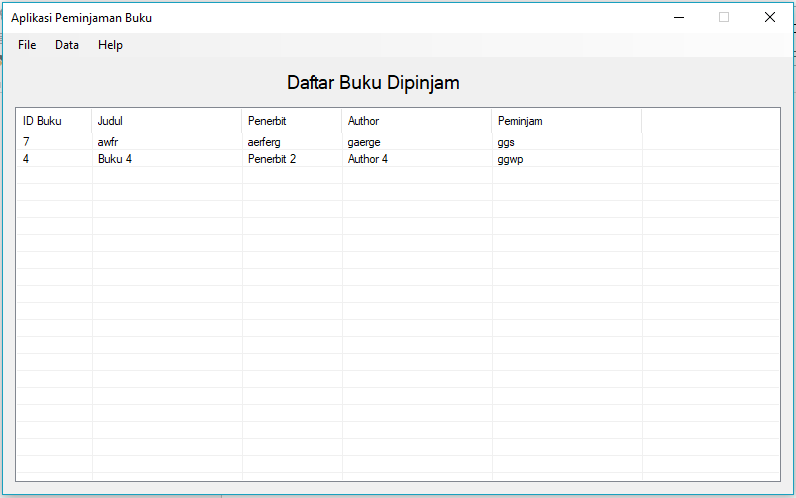 Aplikasi Peminjaman Buku
File Data Help
Daftar Buku Dipinjam
ID Buku Judul Penerbit Author Peminjam
7 awfr aerferg gaerge ggs
4 Buku 4 Penerbit 2 Author 4 ggwp